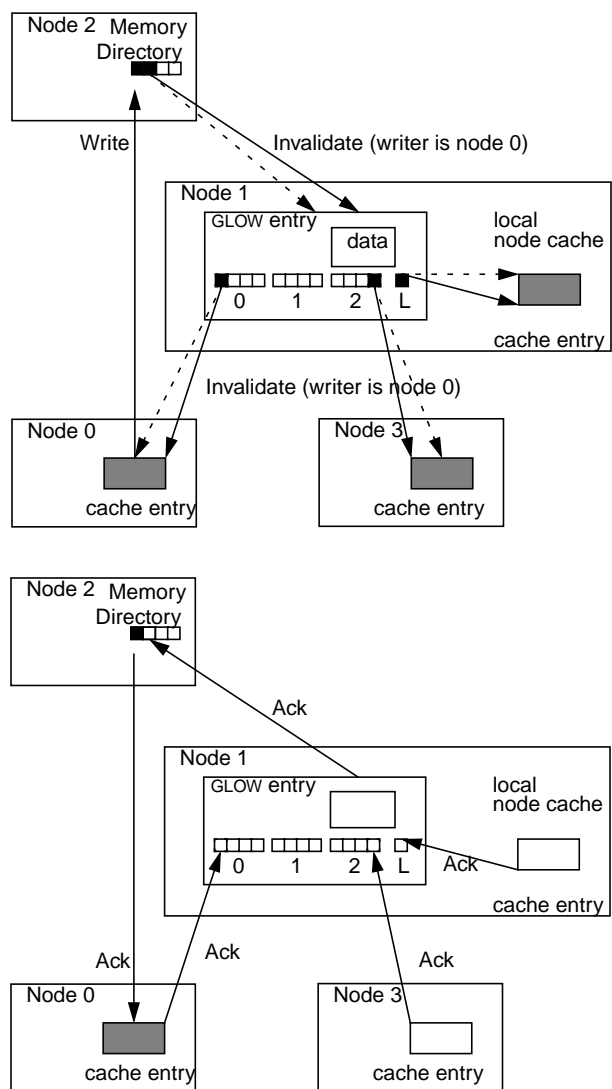 Node 2 Memory
Directory
Write
Invalidate (writer is node 0)
Node 1
GLOW entry
data
local
node cache
0 1 2 L
cache entry
Invalidate (writer is node 0)
Node 0
cache entry
Node 3
cache entry
Node 2 Memory
Directory
Ack
Node 1
GLOW entry
local
node cache
0 1 2 L
Ack
cache entry
Ack
Ack
Ack
Node 0
cache entry
Node 3
cache entry